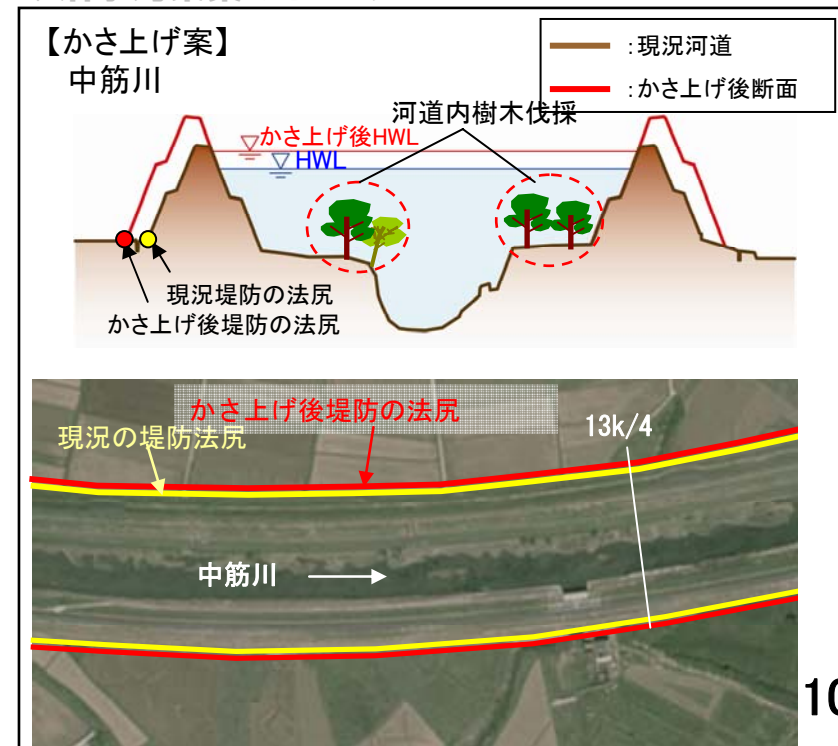 【かさ上げ案】
中筋川
：現況河道
：かさ上げ後断面
河道内樹木伐採
かさ上げ後HWL
HWL
現況堤防の法尻
かさ上げ後堤防の法尻
かさ上げ後堤防の法尻
現況の堤防法尻
13k/4
中筋川
10